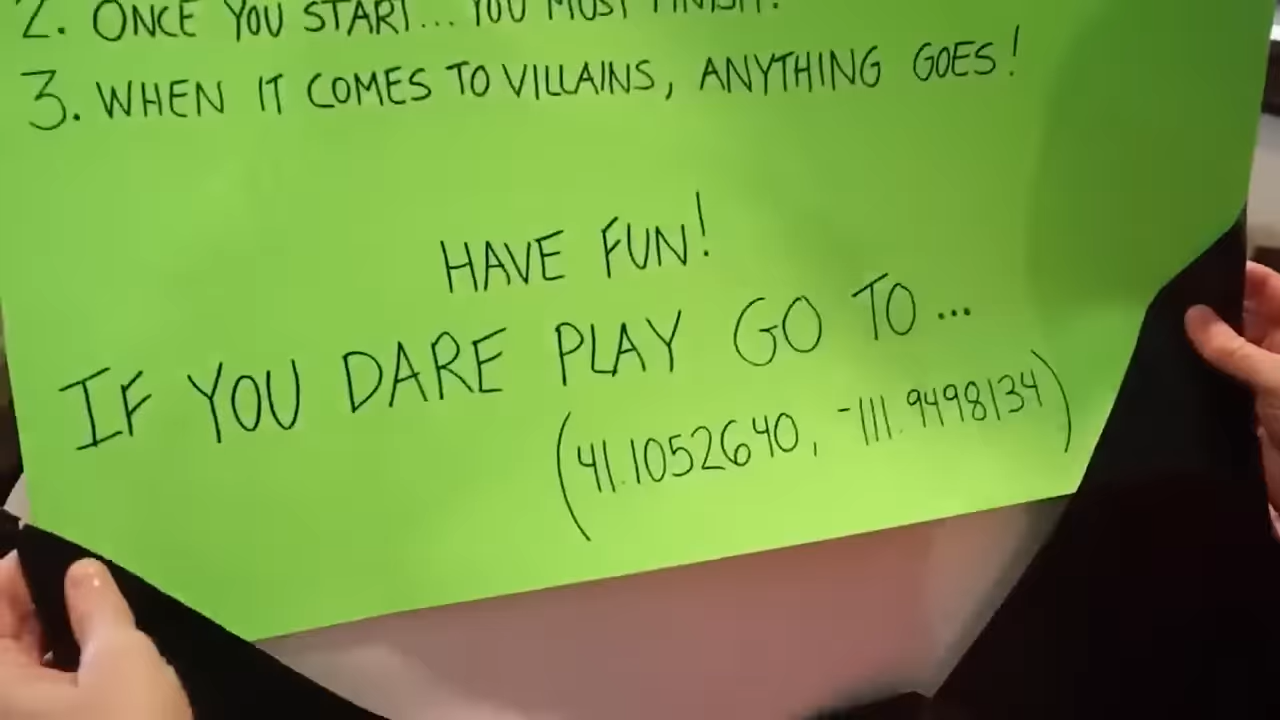 2. ONCE YOU START... YOU MUST FINISH!
3. WHEN IT COMES TO VILLAINS, ANYTHING GOES!
HAVE FUN!
IF YOU DARE PLAY GO TO...
(41.1052640, -111.9498134)